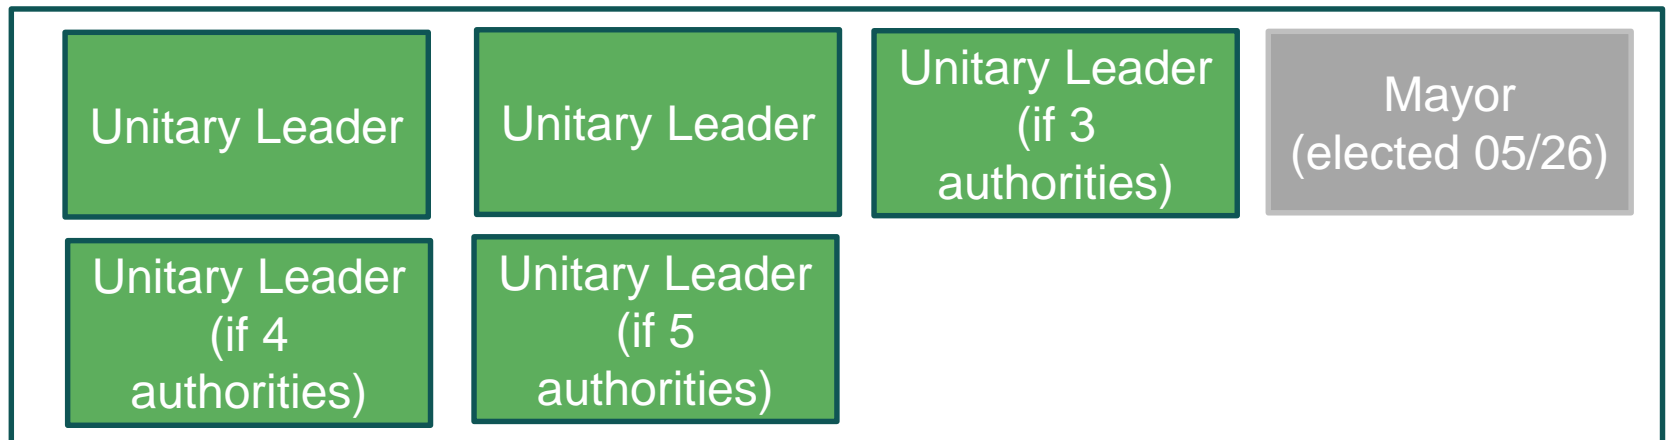 Unitary Leader
Unitary Leader
Unitary Leader
(if 3
authorities)
Mayor
(elected 05/26)
Unitary Leader
(if 4
authorities)
Unitary Leader
(if 5
authorities)